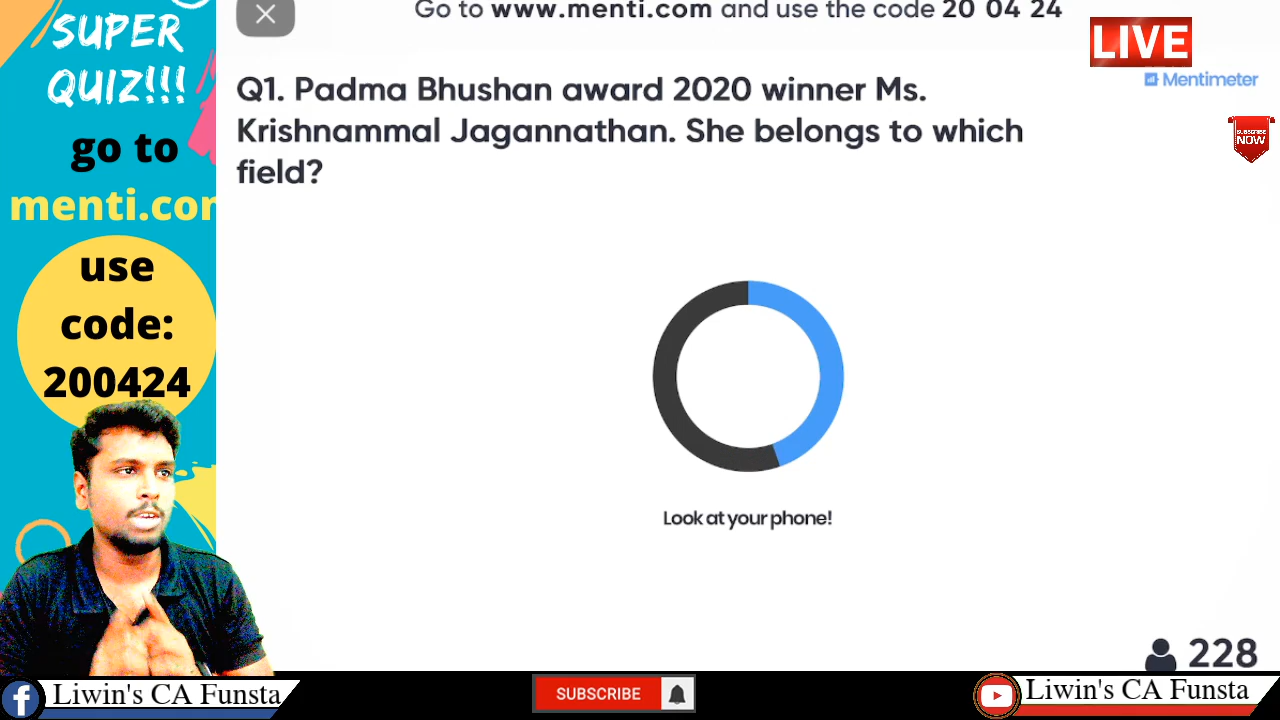 SUPER
QUIZ!!!
go to
menti.com
use
code:
200424
Go to www.menti.com and use the code 20 04 24
LIVE
Mentimeter
SUBSCRIBE
NOW
Q1. Padma Bhushan award 2020 winner Ms.
Krishnammal Jagannathan. She belongs to which
field?
Look at your phone!
228
Liwin's CA Funsta
SUBSCRIBE
Liwin's CA Funsta